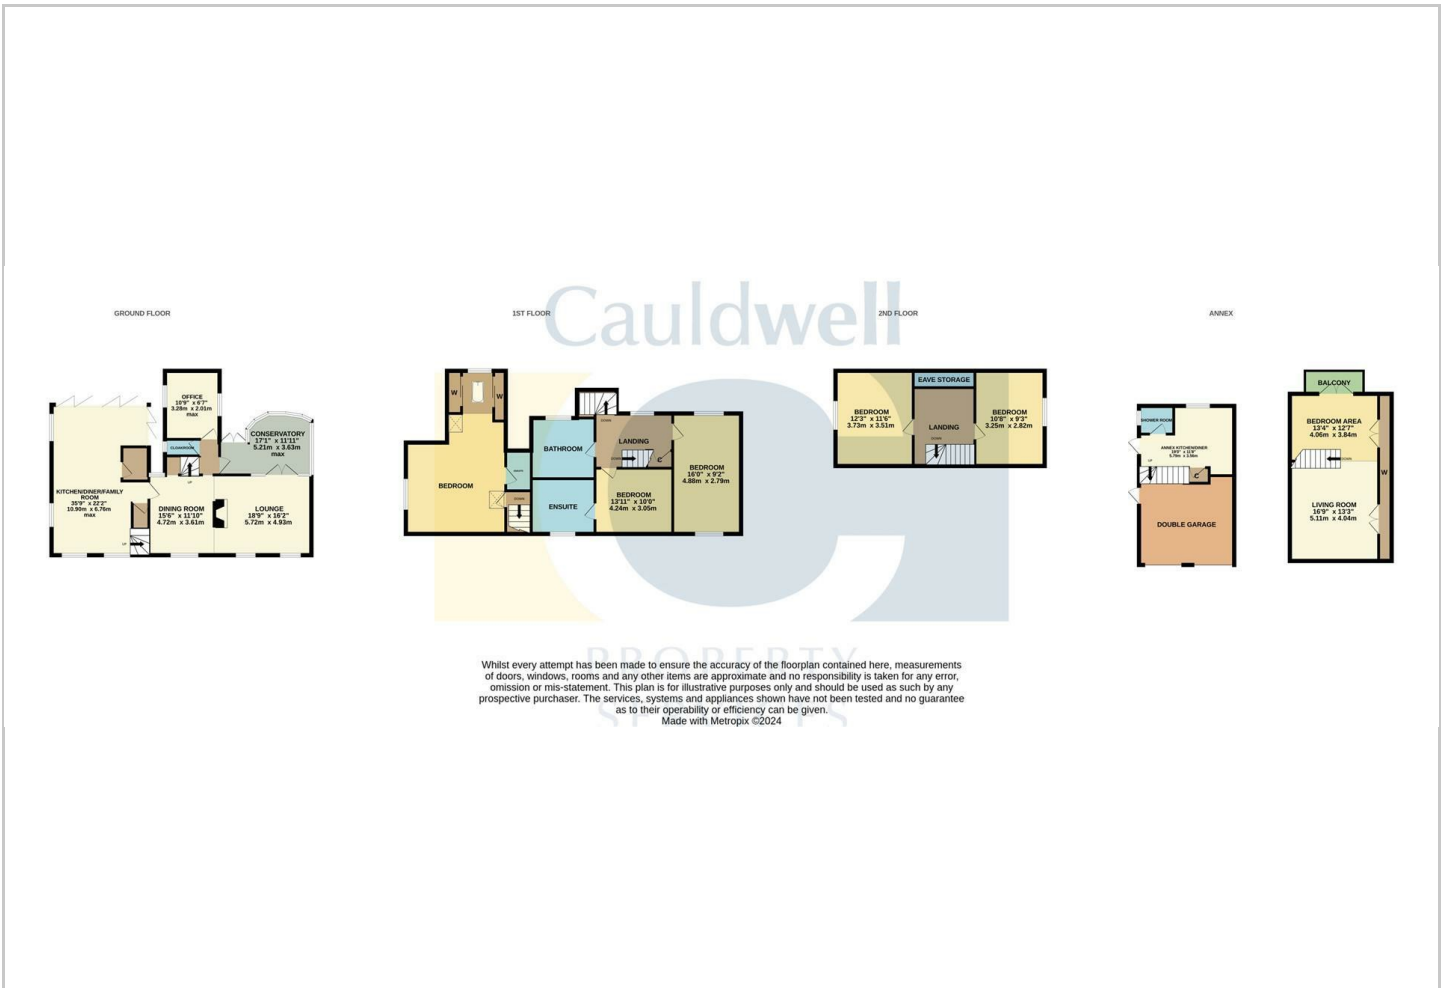 Cauldwell
PROPERTY
SERVICES
GROUND FLOOR
OFFICE
10'9" x 6'7"
3.28m x 2.01m
max
CLOAKROOM
CONSERVATORY
17'1" x 11'11"
5.21m x 3.63m
max
KITCHEN/DINER/FAMILY
ROOM
35'9" x 22'2"
10.90m x 6.76m
max
UP
UP
DINING ROOM
15'6" x 11'10"
4.72m x 3.61m
LOUNGE
18'9" x 16'2"
5.72m x 4.93m
1ST FLOOR
W
W
BEDROOM
DOWN
BATHROOM
ENSUITE
DOWN
LANDING
DOWN
C
BEDROOM
13'11" x 10'0"
4.24m x 3.05m
BEDROOM
16'0" x 9'2"
4.88m x 2.79m
2ND FLOOR
EAVE STORAGE
BEDROOM
12'3" x 11'6"
3.73m x 3.51m
LANDING
DOWN
BEDROOM
10'8" x 9'3"
3.25m x 2.82m
ANNEX
SHOWER ROOM
ANNEX KITCHEN/DINER
UP
C
DOUBLE GARAGE
BALCONY
BEDROOM AREA
13'4" x 12'7"
4.06m x 3.84m
DOWN
W
LIVING ROOM
16'9" x 13'3"
5.11m x 4.04m
Whilst every attempt has been made to ensure the accuracy of the floorplan contained here, measurements
of doors, windows, rooms and any other items are approximate and no responsibility is taken for any error,
omission or mis-statement. This plan is for illustrative purposes only and should be used as such by any
prospective purchaser. The services, systems and appliances shown have not been tested and no guarantee
as to their operability or efficiency can be given.
Made with Metropix ©2024